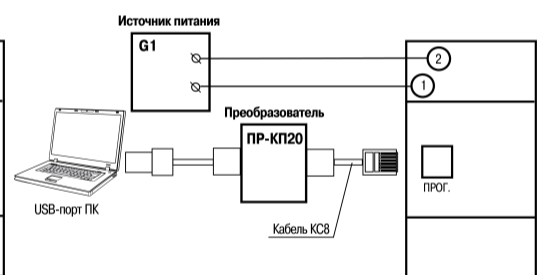 Источник питания
G1
2
1
Преобразователь
ПР-КП20
ПРОГ.
USB-порт ПК
Кабель КС8